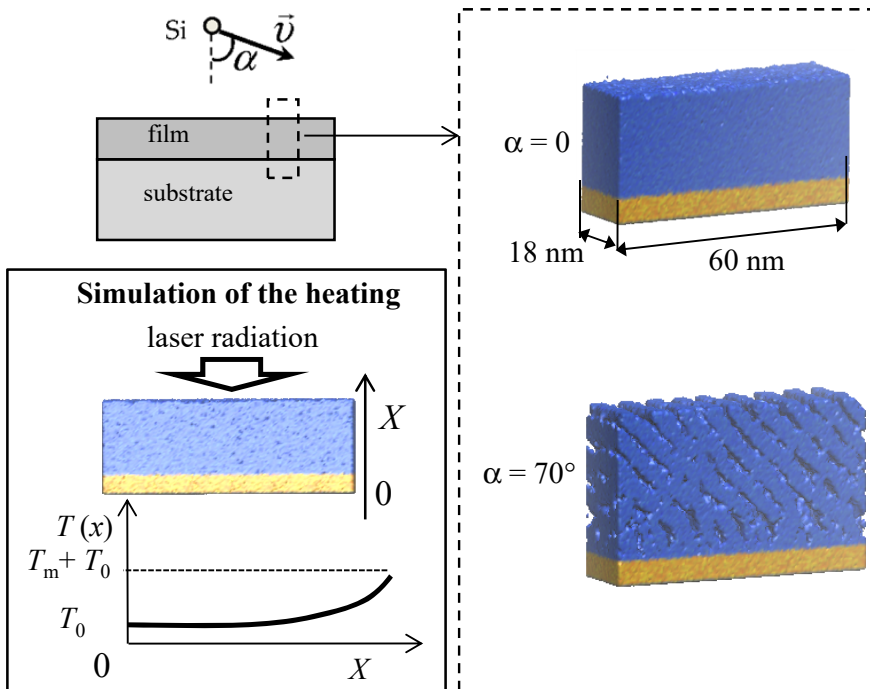 Si
υ⃗
α
film
substrate
α = 0
18 nm
60 nm
Simulation of the heating
laser radiation
X
0
T (x)
Tm + T0
T0
0
X
α = 70°